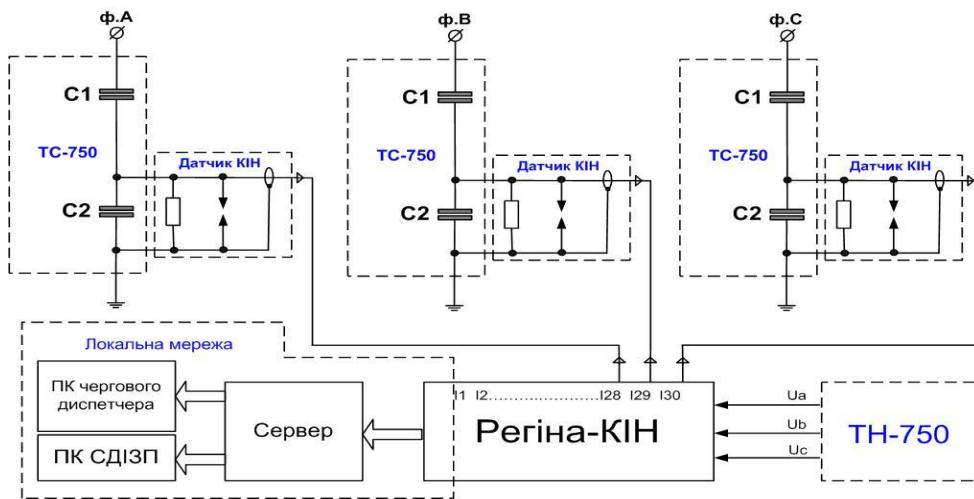 ф.А
ф.В
ф.С
С1
ТС-750
Датчик КІН
С2
С1
ТС-750
Датчик КІН
С2
С1
ТС-750
Датчик КІН
С2
Локальна мережа
ПК чергового
диспетчера
ПК СДІЗП
Сервер
I1 I2.......................I28 I29 I30
Регіна-КІН
Ua
Ub
Uc
ТН-750